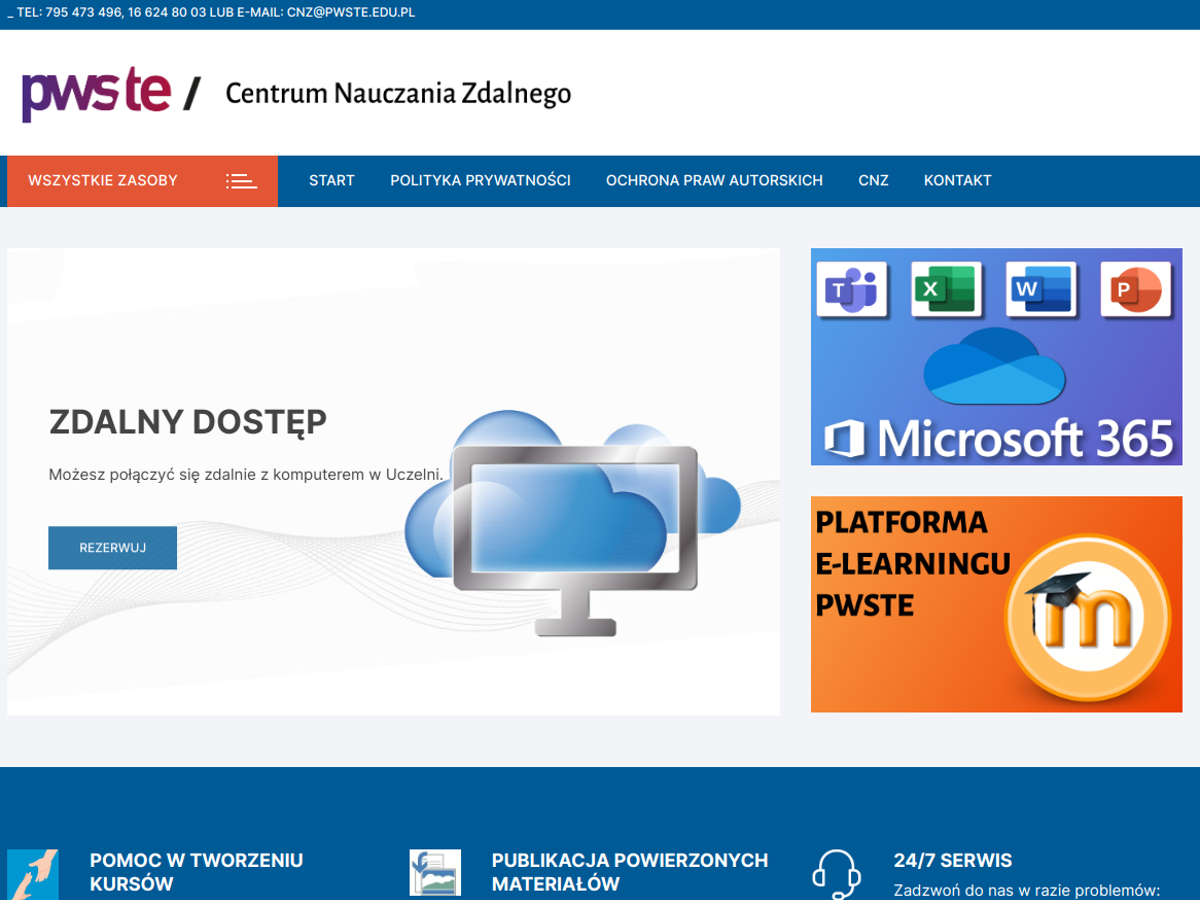 _ TEL: 795 473 496, 16 624 80 03 LUB E-MAIL: CNZ@PWSTE.EDU.PL
pwste / Centrum Nauczania Zdalnego
WSZYSTKIE ZASOBY
START
POLITYKA PRYWATNOŚCI
OCHRONA PRAW AUTORSKICH
CNZ
KONTAKT
ZDALNY DOSTĘP
Możesz połączyć się zdalnie z komputerem w Uczelni.
REZERWUJ
T
X
W
P
Microsoft 365
PLATFORMA
E-LEARNINGU
PWSTE
m
POMOC W TWORZENIU
KURSÓW
PUBLIKACJA POWIERZONYCH
MATERIAŁÓW
24/7 SERWIS
Zadzwoń do nas w razie problemów: